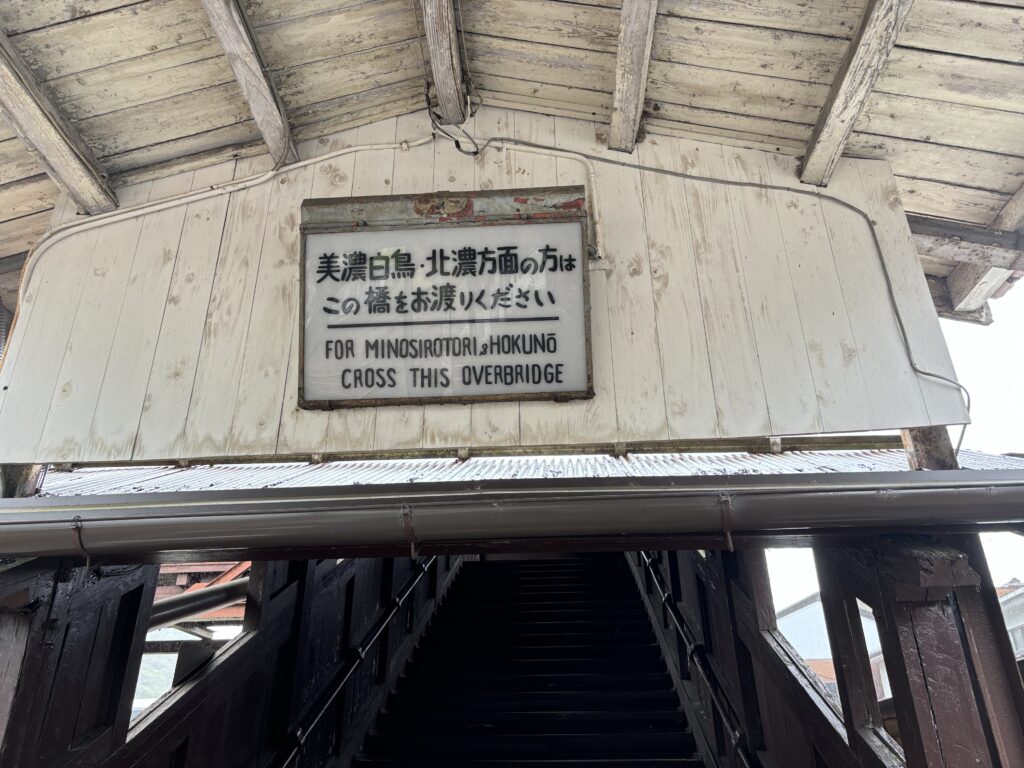 美濃白鳥・北濃方面の方は
この橋をお渡りください
FOR MINOSIROTORI & HOKUNŌ
CROSS THIS OVERBRIDGE